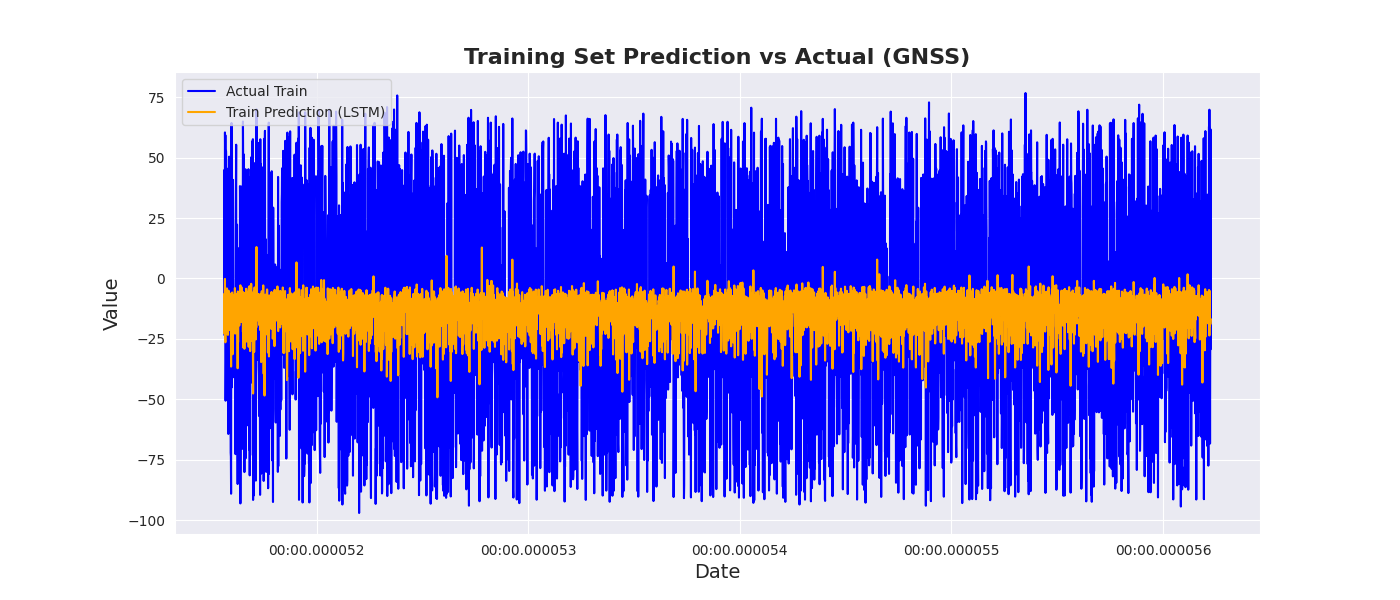 Training Set Prediction vs Actual (GNSS)
Actual Train
Train Prediction (LSTM)
75
50
25
0
−25
−50
−75
−100
Value
00:00.000052 00:00.000053 00:00.000054 00:00.000055 00:00.000056
Date